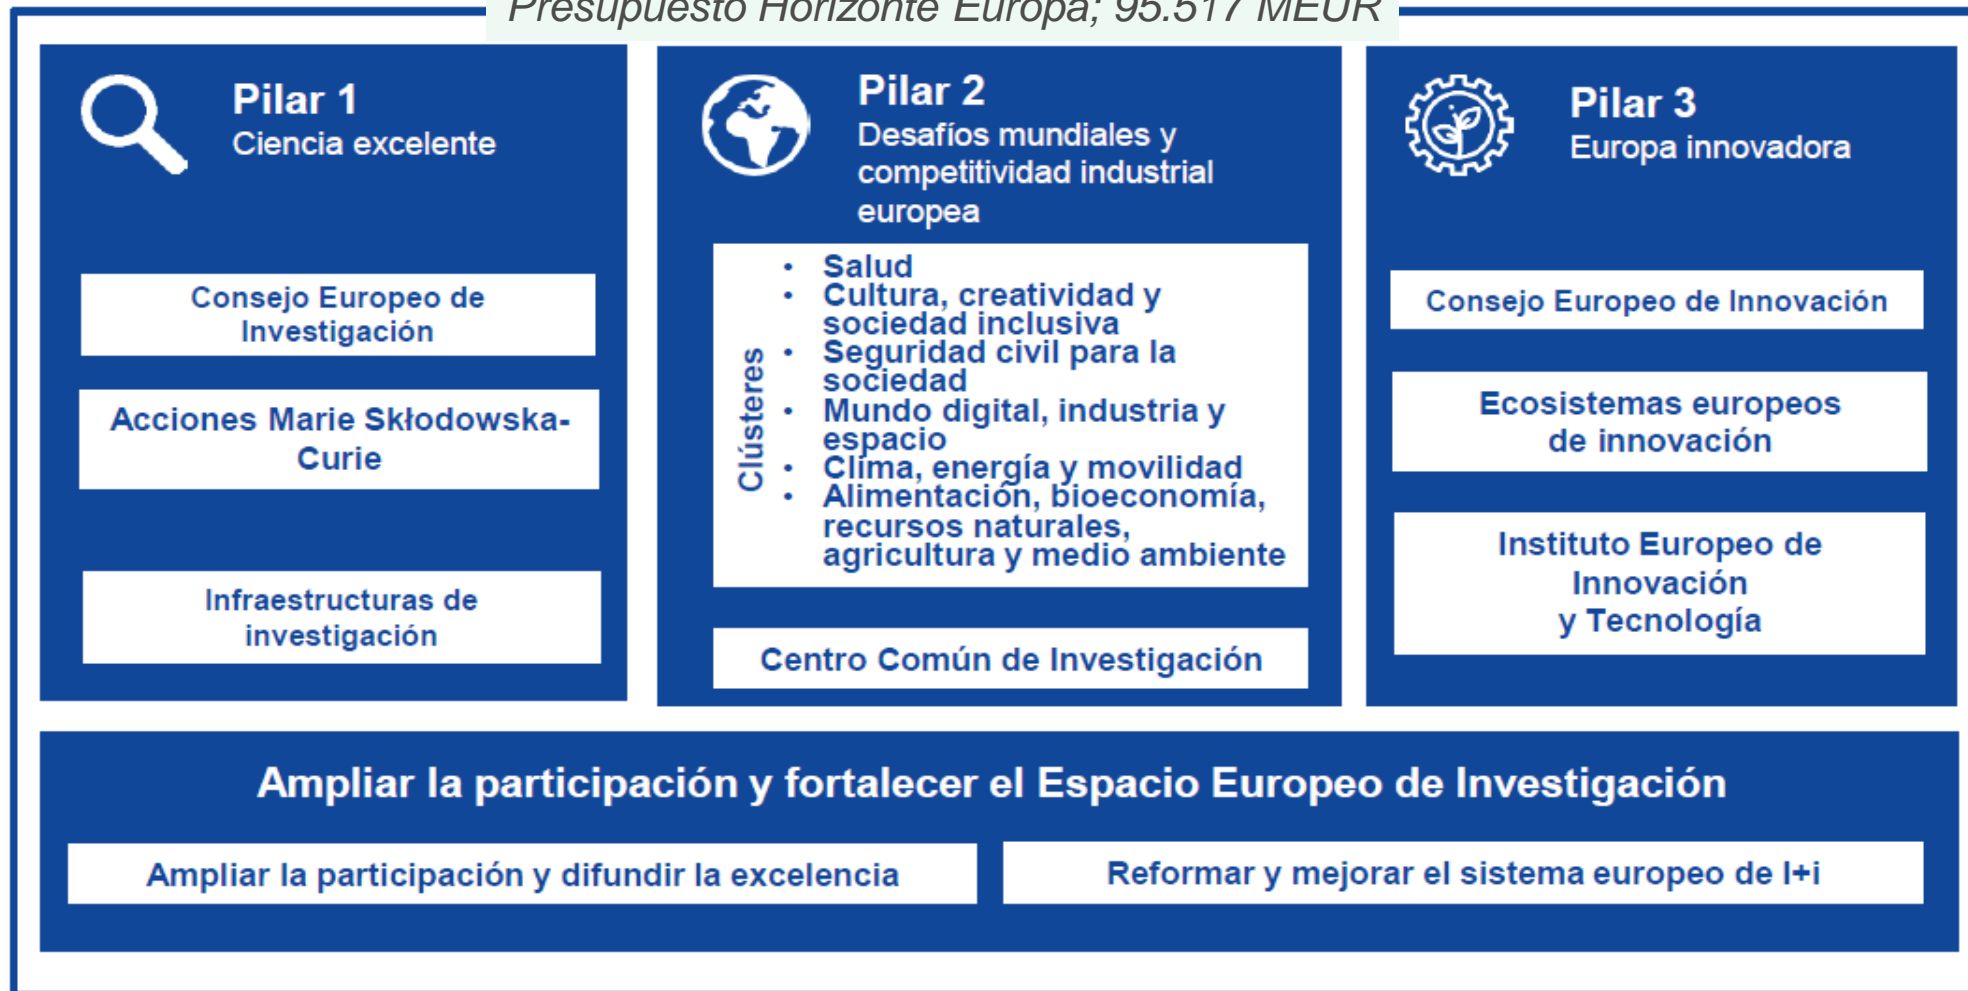 Presupuesto Horizonte Europa; 95.517 MEUR
Pilar 1
Ciencia excelente
Consejo Europeo de
Investigación
Acciones Marie Skłodowska-
Curie
Infraestructuras de
investigación
Pilar 2
Desafíos mundiales y
competitividad industrial
europea
Clústeres
• Salud
• Cultura, creatividad y
sociedad inclusiva
• Seguridad civil para la
sociedad
• Mundo digital, industria y
espacio
• Clima, energía y movilidad
• Alimentación, bioeconomía,
recursos naturales,
agricultura y medio ambiente
Centro Común de Investigación
Pilar 3
Europa innovadora
Consejo Europeo de Innovación
Ecosistemas europeos
de innovación
Instituto Europeo de
Innovación
y Tecnología
Ampliar la participación y fortalecer el Espacio Europeo de Investigación
Ampliar la participación y difundir la excelencia
Reformar y mejorar el sistema europeo de I+i